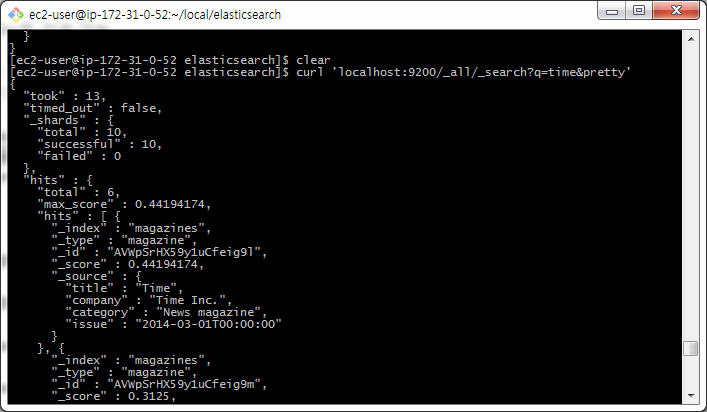 ec2-user@ip-172-31-0-52:~/local/elasticsearch
  }
}
[ec2-user@ip-172-31-0-52 elasticsearch]$ clear
[ec2-user@ip-172-31-0-52 elasticsearch]$ curl 'localhost:9200/_all/_search?q=time&pretty'
{
  "took" : 13,
  "timed_out" : false,
  "_shards" : {
    "total" : 10,
    "successful" : 10,
    "failed" : 0
  },
  "hits" : {
    "total" : 6,
    "max_score" : 0.44194174,
    "hits" : [ {
      "_index" : "magazines",
      "_type" : "magazine",
      "_id" : "AVWpSrHX59y1uCfeig9l",
      "_score" : 0.44194174,
      "_source" : {
        "title" : "Time",
        "company" : "Time Inc.",
        "category" : "News magazine",
        "issue" : "2014-03-01T00:00:00"
      }
    }, {
      "_index" : "magazines",
      "_type" : "magazine",
      "_id" : "AVWpSrHX59y1uCfeig9m",
      "_score" : 0.3125,